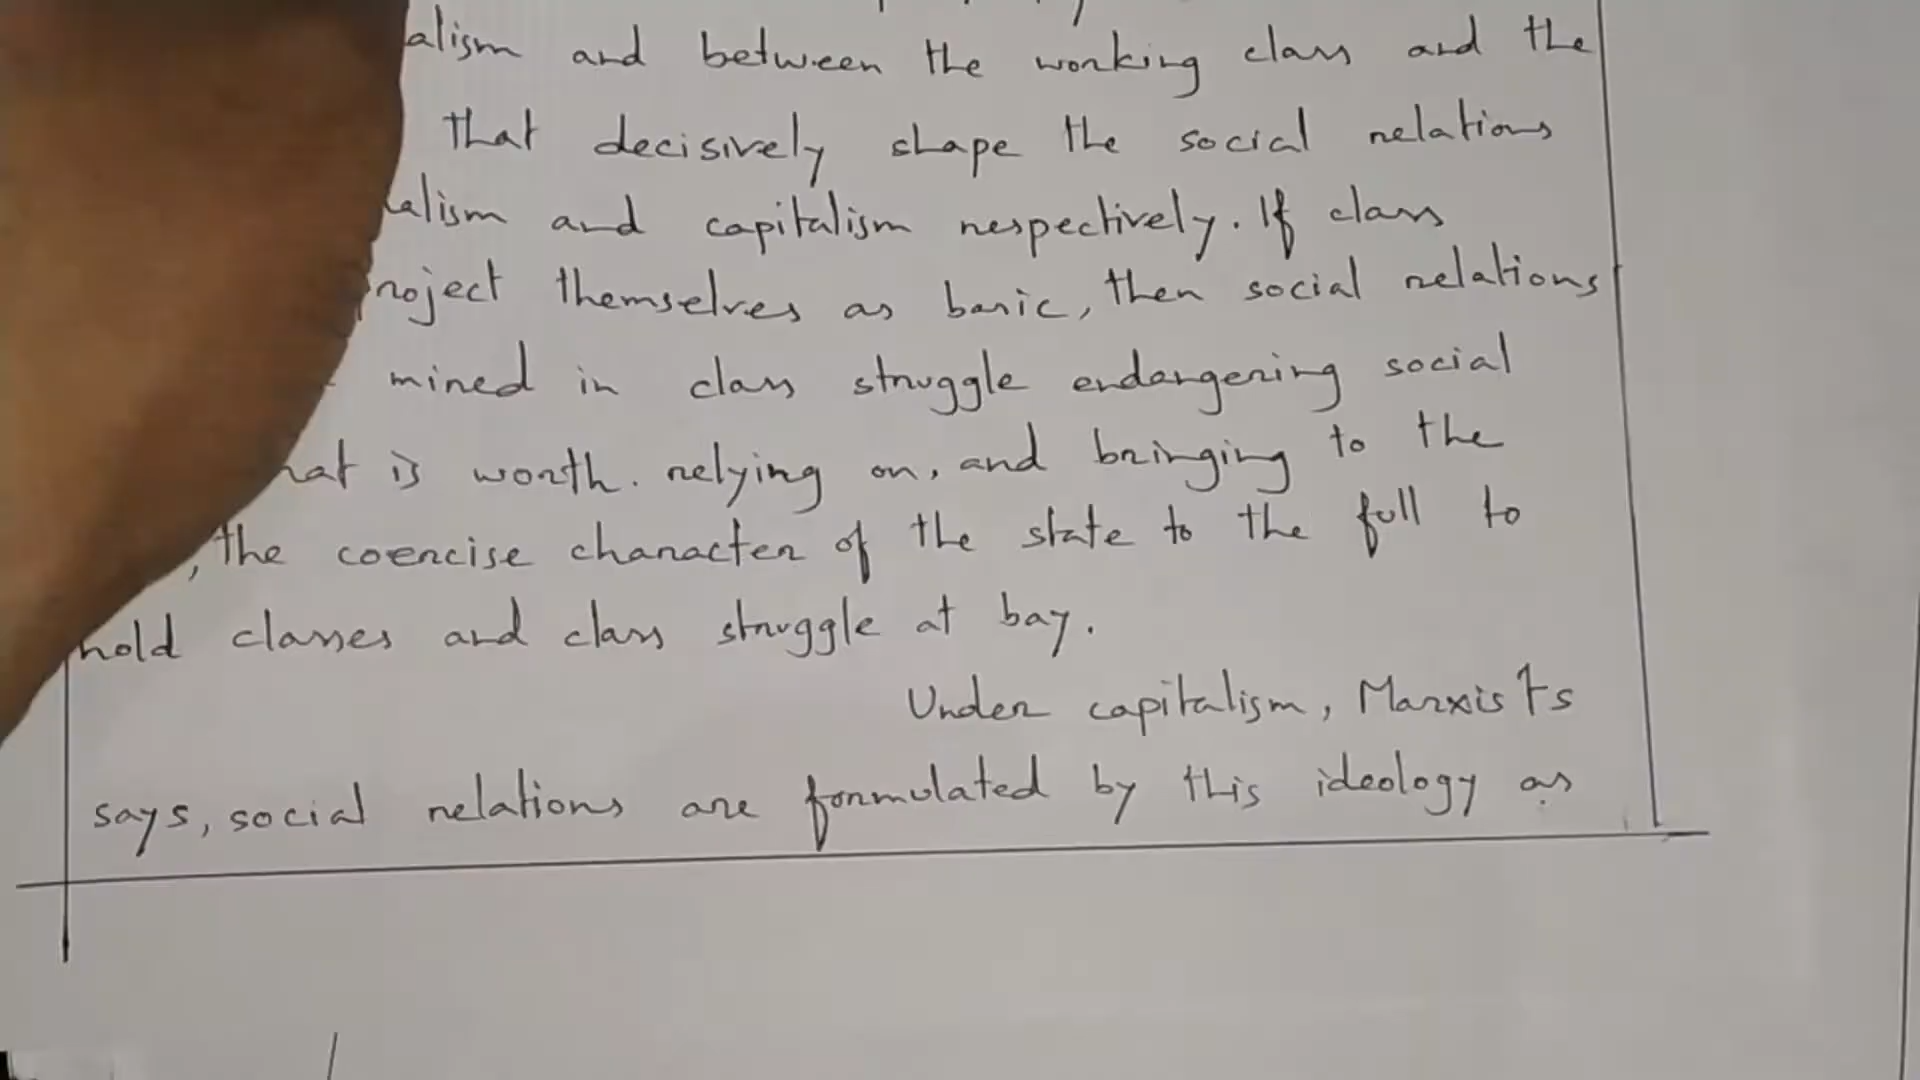 alism and between the working class and the
that decisively shape the social relations
alism and capitalism respectively. If class
project themselves as basic, then social relations
mined in class struggle endangering social
hat is worth. relying on, and bringing to the
, the coercise character of the state to the full to
hold classes and class struggle at bay.
Under capitalism, Marxists
says, social relations are formulated by this ideology as